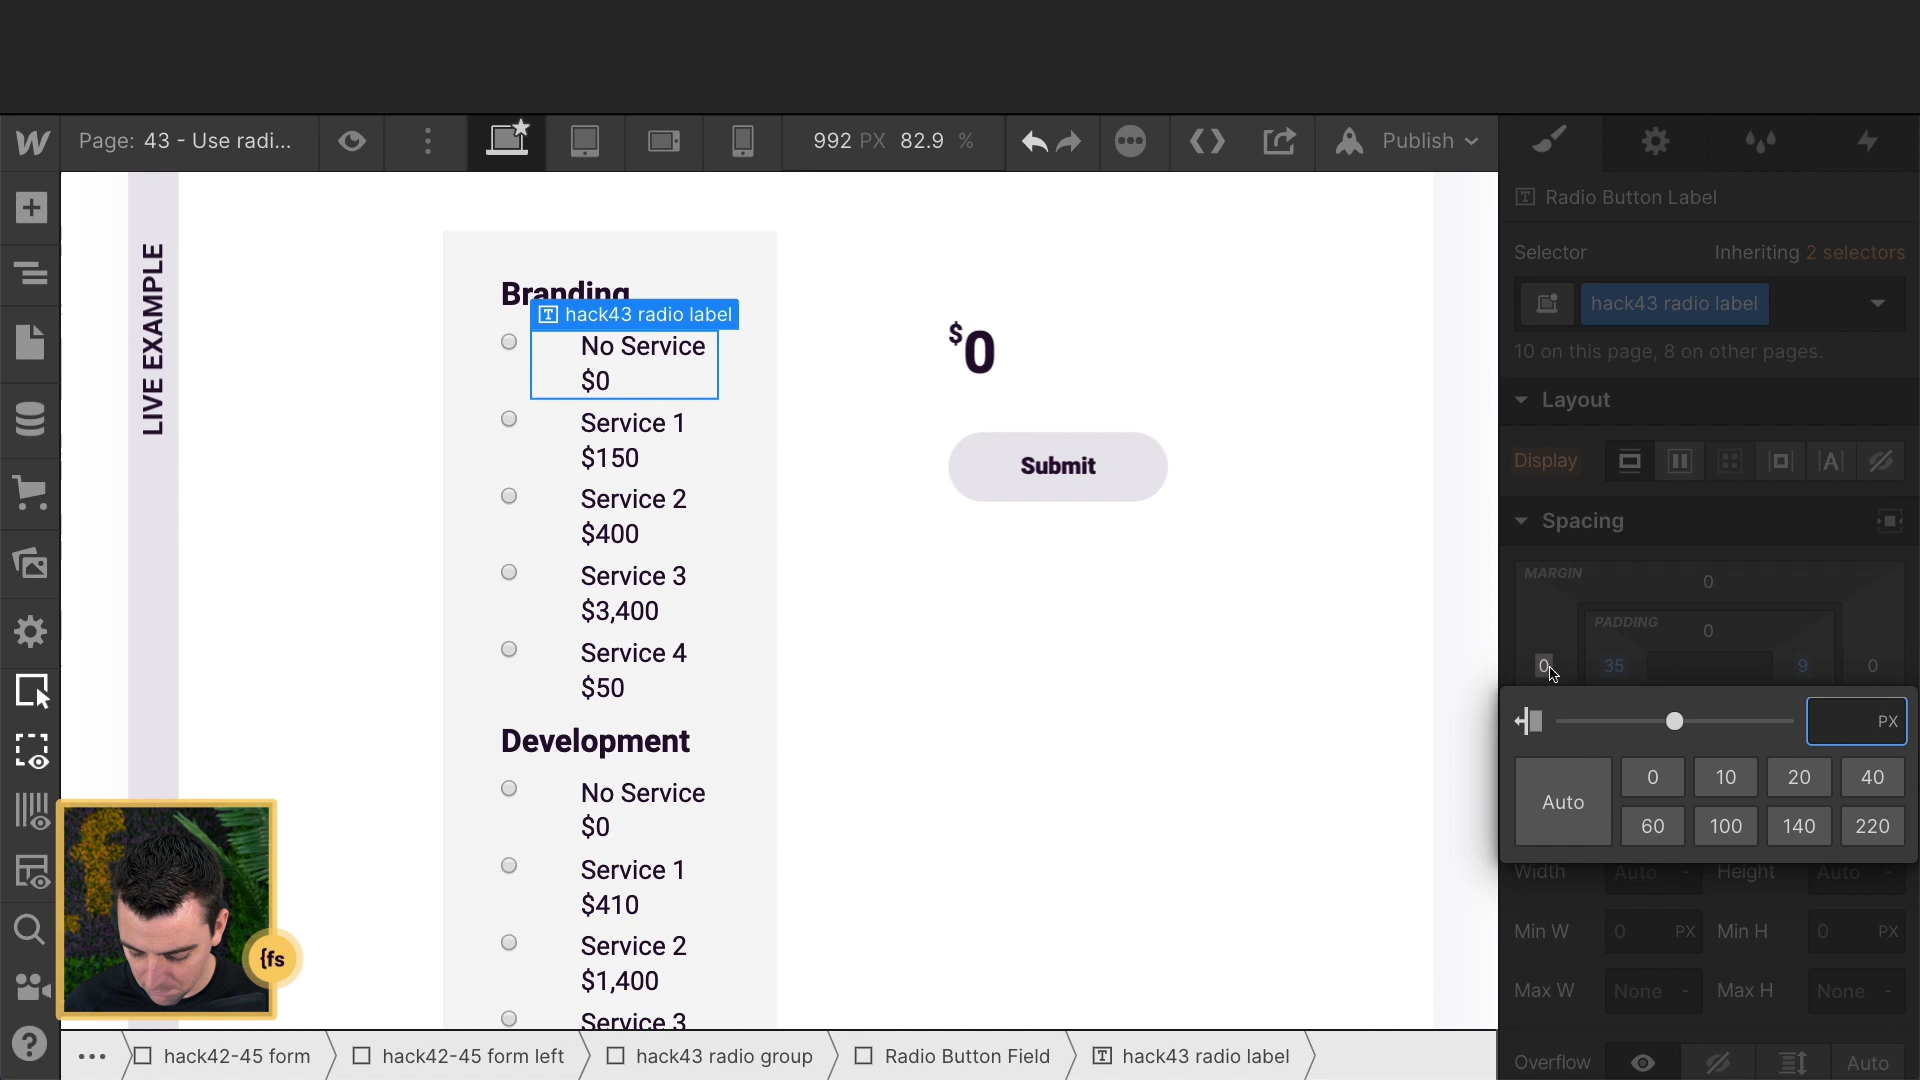 Page: 43 - Use radi...
992 PX 82.9 %
Publish
Radio Button Label
Selector
Inheriting 2 selectors
hack43 radio label
10 on this page, 8 on other pages.
Layout
Display
A
Spacing
MARGIN
0
PADDING
0
0
35
9
0
PX
Auto
0
10
20
40
60
100
140
220
Width
Auto
-
Height
Auto
-
Min W
0 PX
Min H
0 PX
Max W
None -
Max H
None -
Overflow
Auto
LIVE EXAMPLE
Branding
hack43 radio label
No Service
$0
Service 1
$150
Service 2
$400
Service 3
$3,400
Service 4
$50
Development
No Service
$0
Service 1
$410
Service 2
$1,400
Service 3
$0
Submit
{fs
hack42-45 form
hack42-45 form left
hack43 radio group
Radio Button Field
hack43 radio label